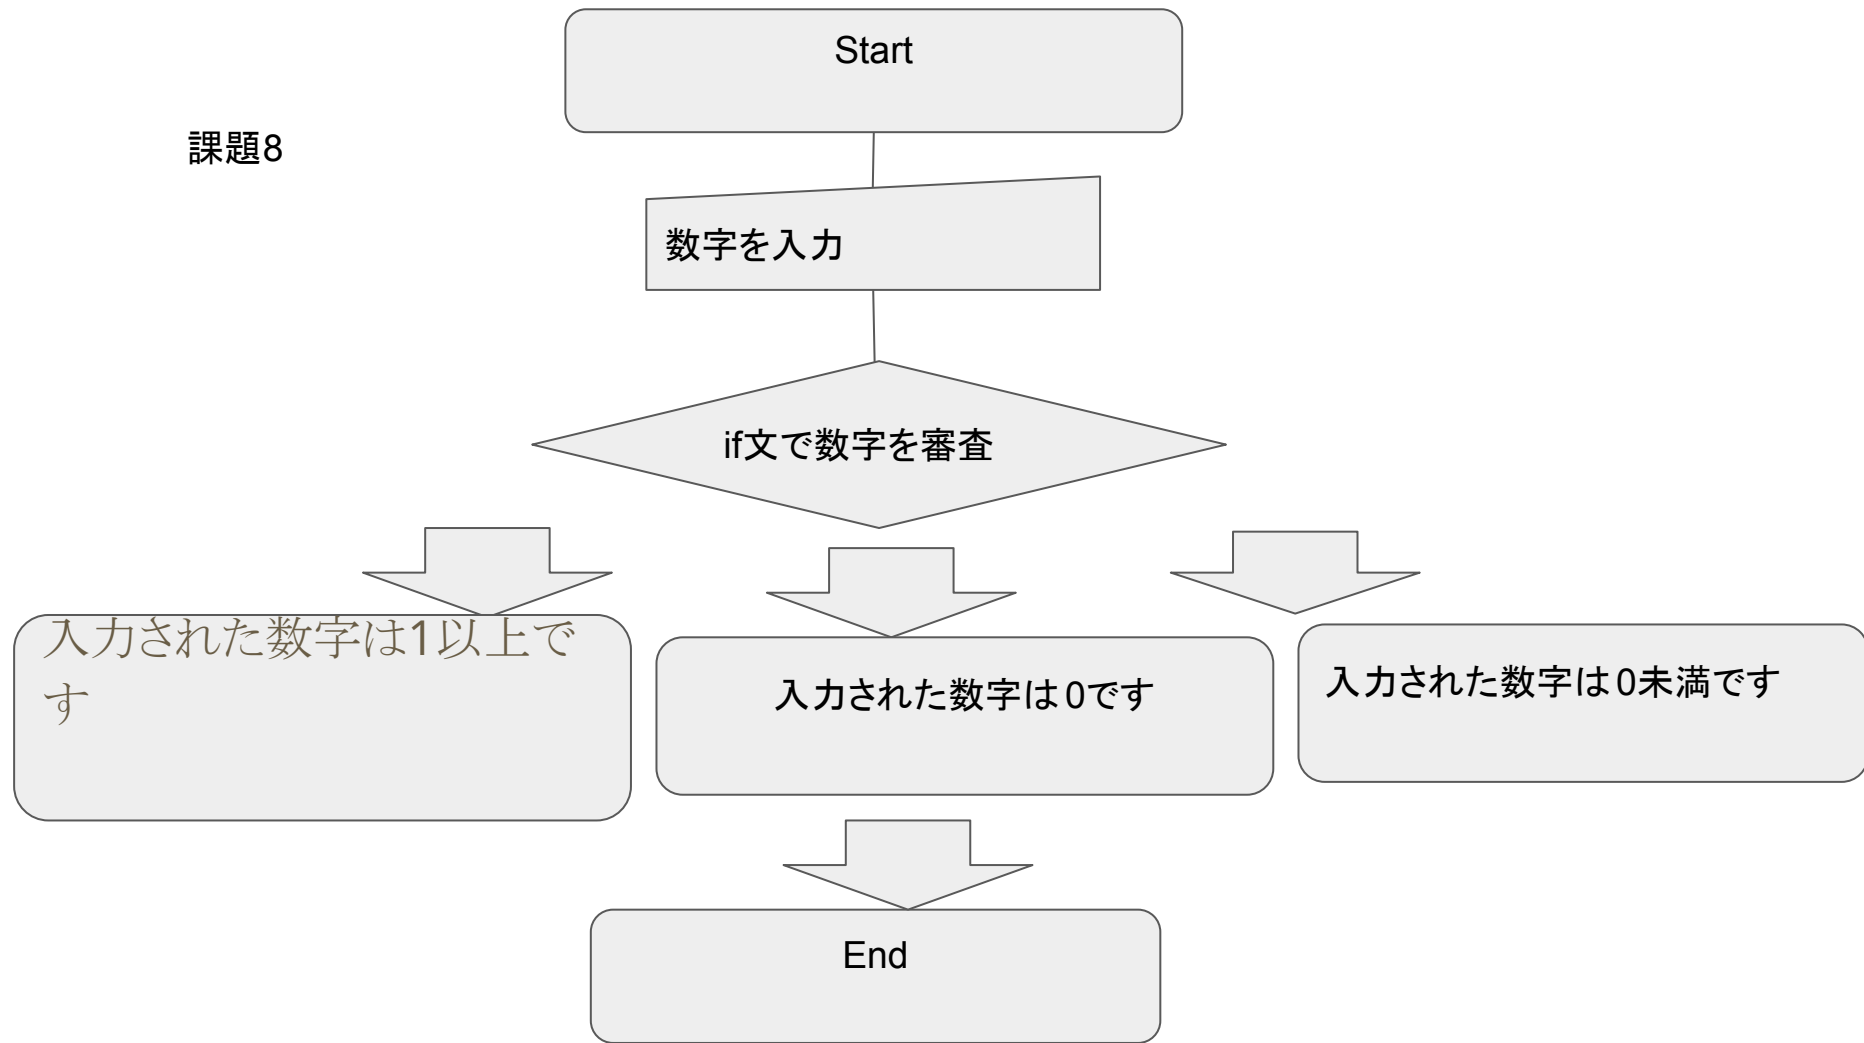 Start
課題8
数字を入力
if文で数字を審査
入力された数字は1以上で
す
入力された数字は0です
入力された数字は0未満です
End